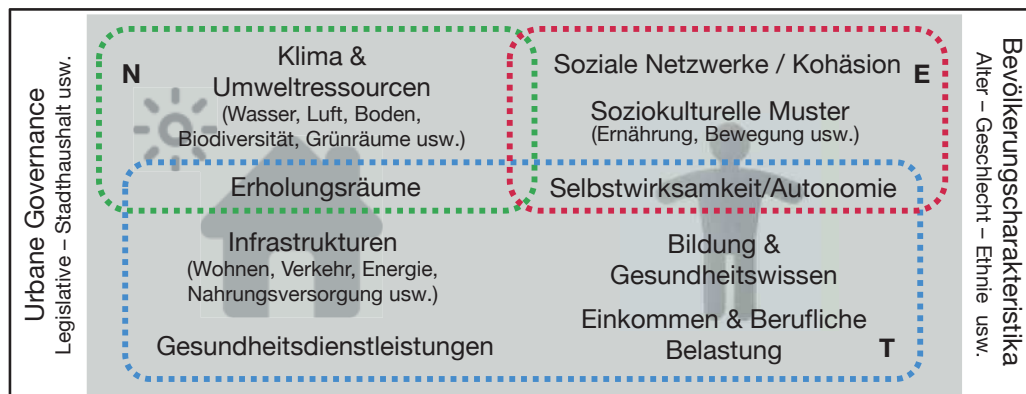 Urbane Governance
Legislative – Stadthaushalt usw.
N
Klima &
Umweltressourcen
(Wasser, Luft, Boden,
Biodiversität, Grünräume usw.)
Erholungsräume
Infrastrukturen
(Wohnen, Verkehr, Energie,
Nahrungsversorgung usw.)
Gesundheitsdienstleistungen
Soziale Netzwerke / Kohäsion
E
Soziokulturelle Muster
(Ernährung, Bewegung usw.)
Selbstwirksamkeit/Autonomie
Bildung &
Gesundheitswissen
Einkommen & Berufliche
Belastung
T
Bevölkerungscharakteristika
Alter – Geschlecht – Ethnie usw.